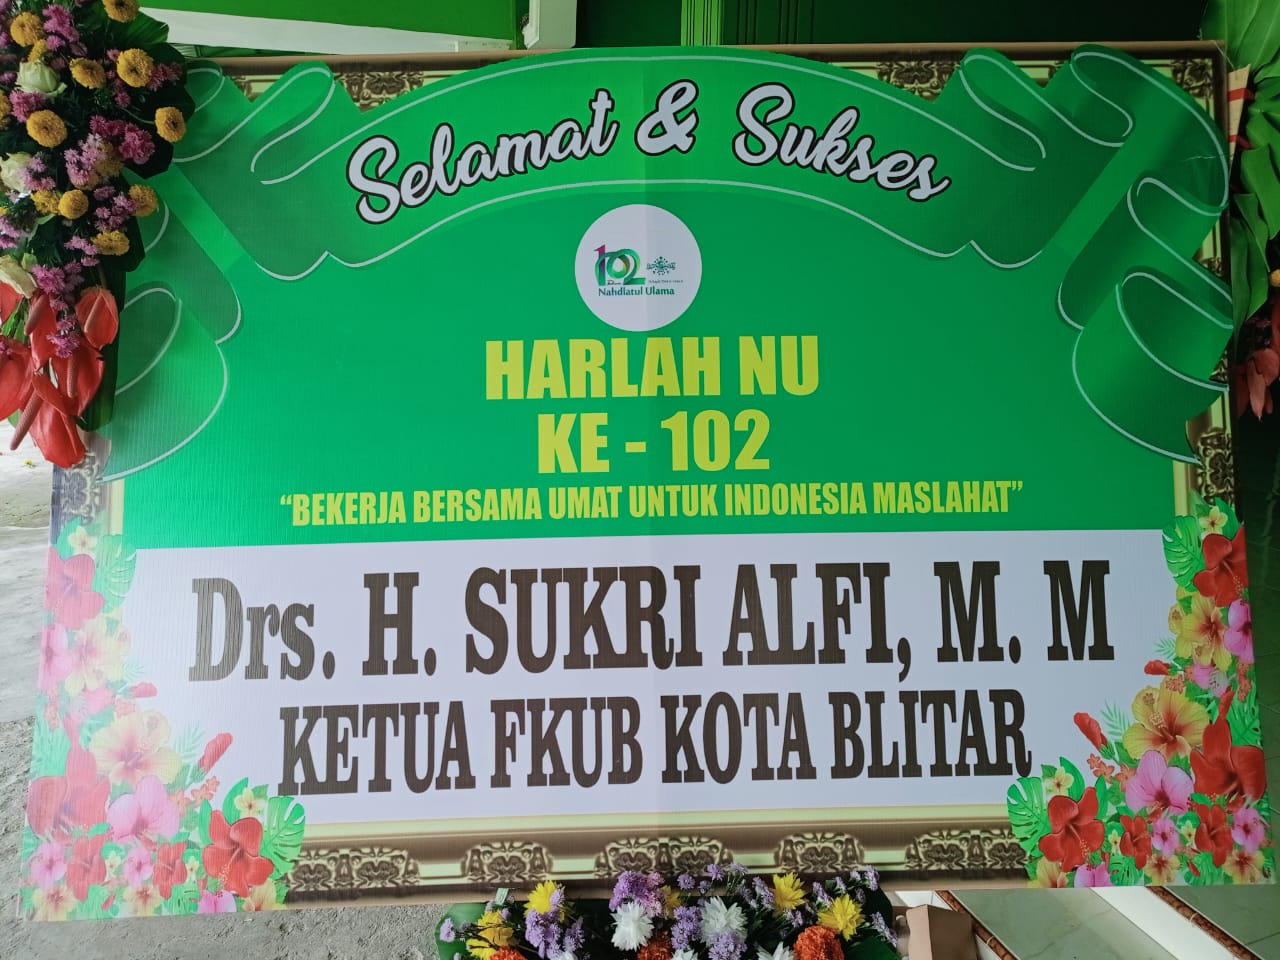 Selamat & Sukses
102
Nahdlatul Ulama
HARLAH NU
KE - 102
“BEKERJA BERSAMA UMAT UNTUK INDONESIA MASLAHAT”
Drs. H. SUKRI ALFI, M. M
KETUA FKUB KOTA BLITAR